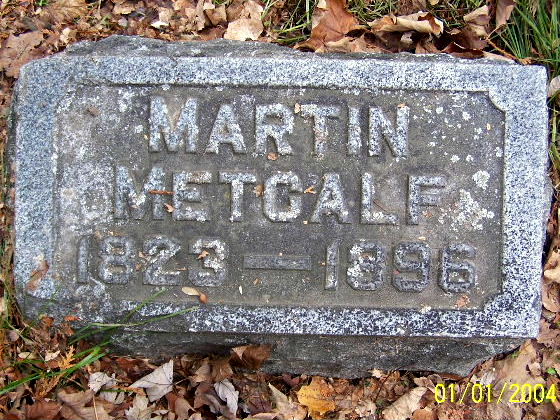 MARTIN
METCALF
1823 — 1896
01/01/2004